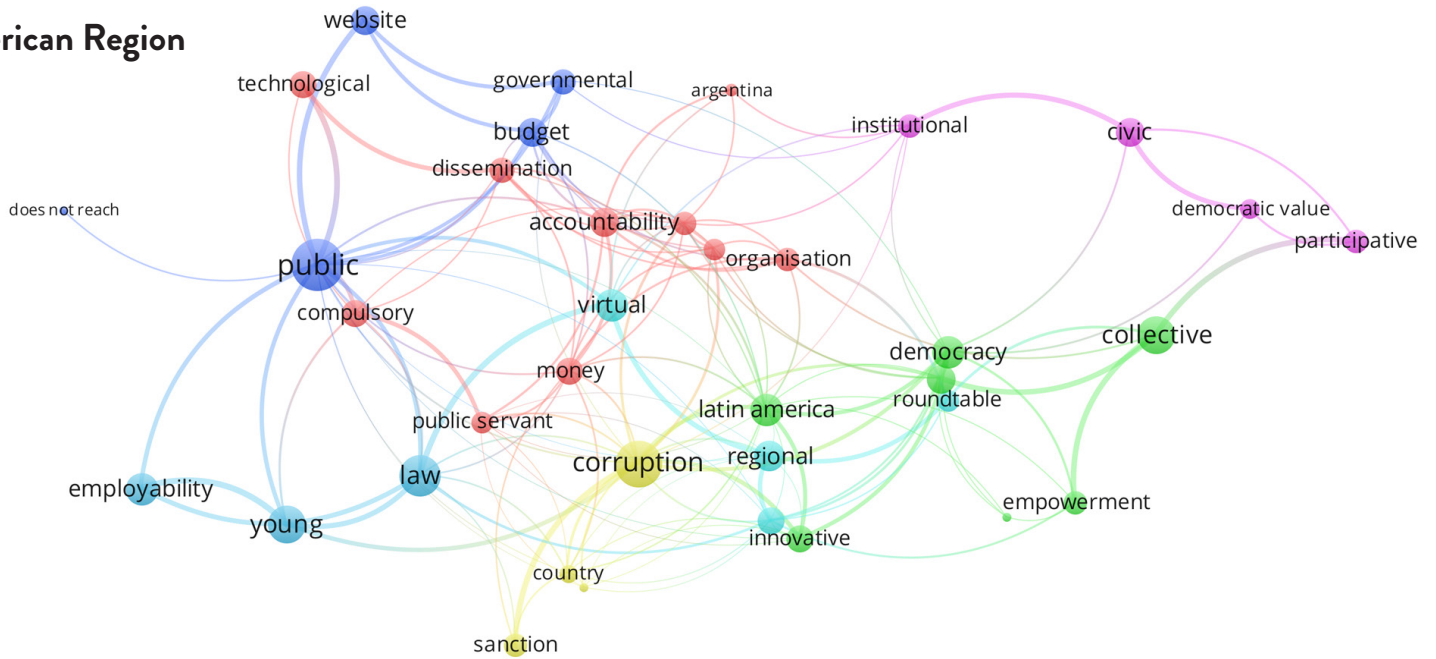 rican Region
website
technological
governmental
argentina
budget
institutional
civic
dissemination
does not reach
democratic value
accountability
participative
organisation
public
virtual
compulsory
collective
democracy
money
roundtable
latin america
public servant
regional
corruption
law
employability
empowerment
young
innovative
country
sanction